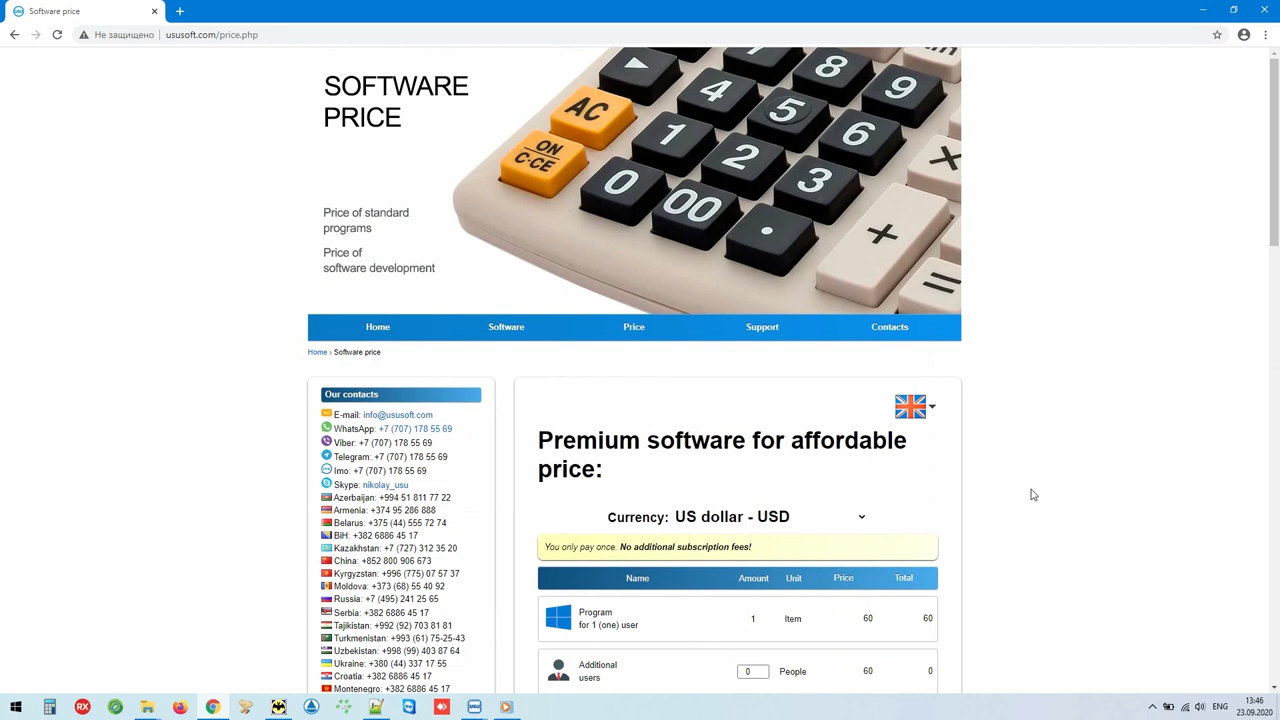 Software price
Не защищено
ususoft.com/price.php
SOFTWARE
PRICE
Price of standard
programs
Price of
software development
AC
ON
C·CE
4
7
8
9
1
5
6
0
2
3
00
Home
Software
Price
Support
Contacts
Home › Software price
Our contacts
E-mail: info@ususoft.com
WhatsApp: +7 (707) 178 55 69
Viber: +7 (707) 178 55 69
Telegram: +7 (707) 178 55 69
Imo: +7 (707) 178 55 69
Skype: nikolay_usu
Azerbaijan: +994 51 811 77 22
Armenia: +374 95 286 888
Belarus: +375 (44) 555 72 74
BiH: +382 6886 45 17
Kazakhstan: +7 (727) 312 35 20
China: +852 800 906 673
Kyrgyzstan: +996 (775) 07 57 37
Moldova: +373 (68) 55 40 92
Russia: +7 (495) 241 25 65
Serbia: +382 6886 45 17
Tajikistan: +992 (92) 703 81 81
Turkmenistan: +993 (61) 75-25-43
Uzbekistan: +998 (99) 403 87 64
Ukraine: +380 (44) 337 17 55
Croatia: +382 6886 45 17
Montenegro: +382 6886 45 17
Premium software for affordable
price:
Currency: US dollar - USD
You only pay once. No additional subscription fees!
Name Amount Unit Price Total
Program
for 1 (one) user
1 Item 60 60
Additional
users
0 People 60 0
RX
USU
ENG
13:46
23.09.2020